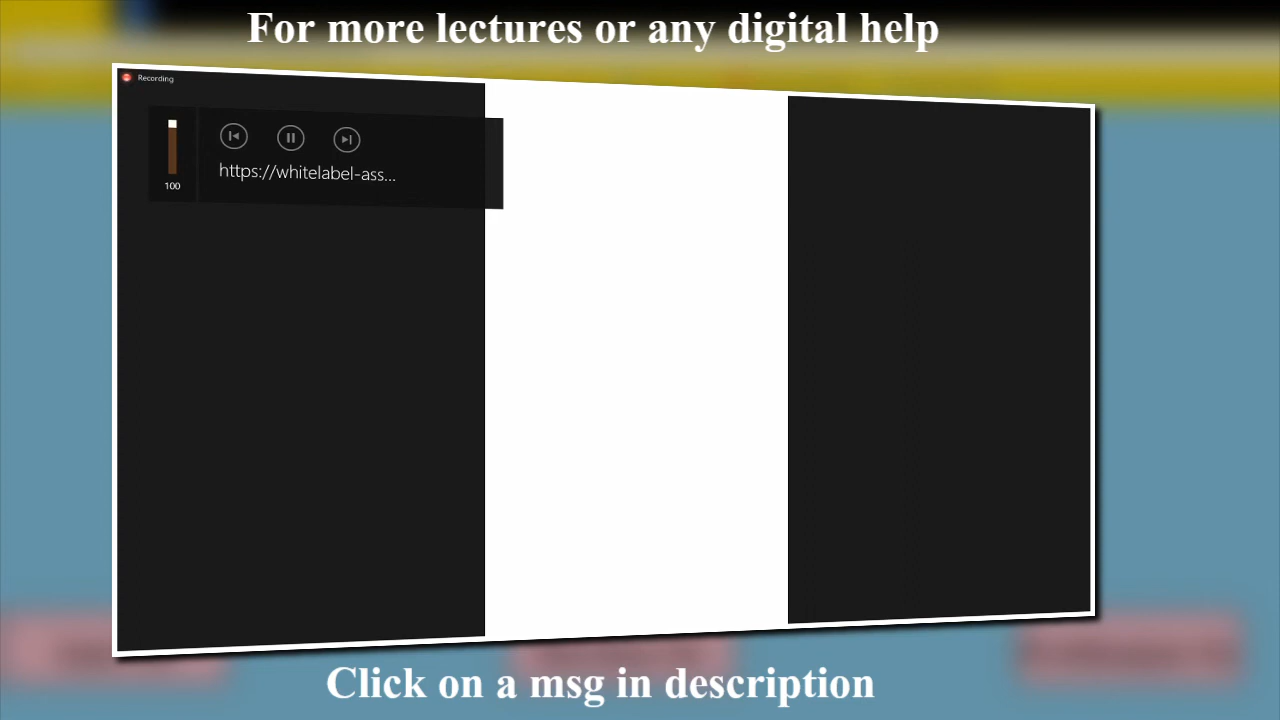 For more lectures or any digital help
Recording
https://whitelabel-ass...
100
Click on a msg in description